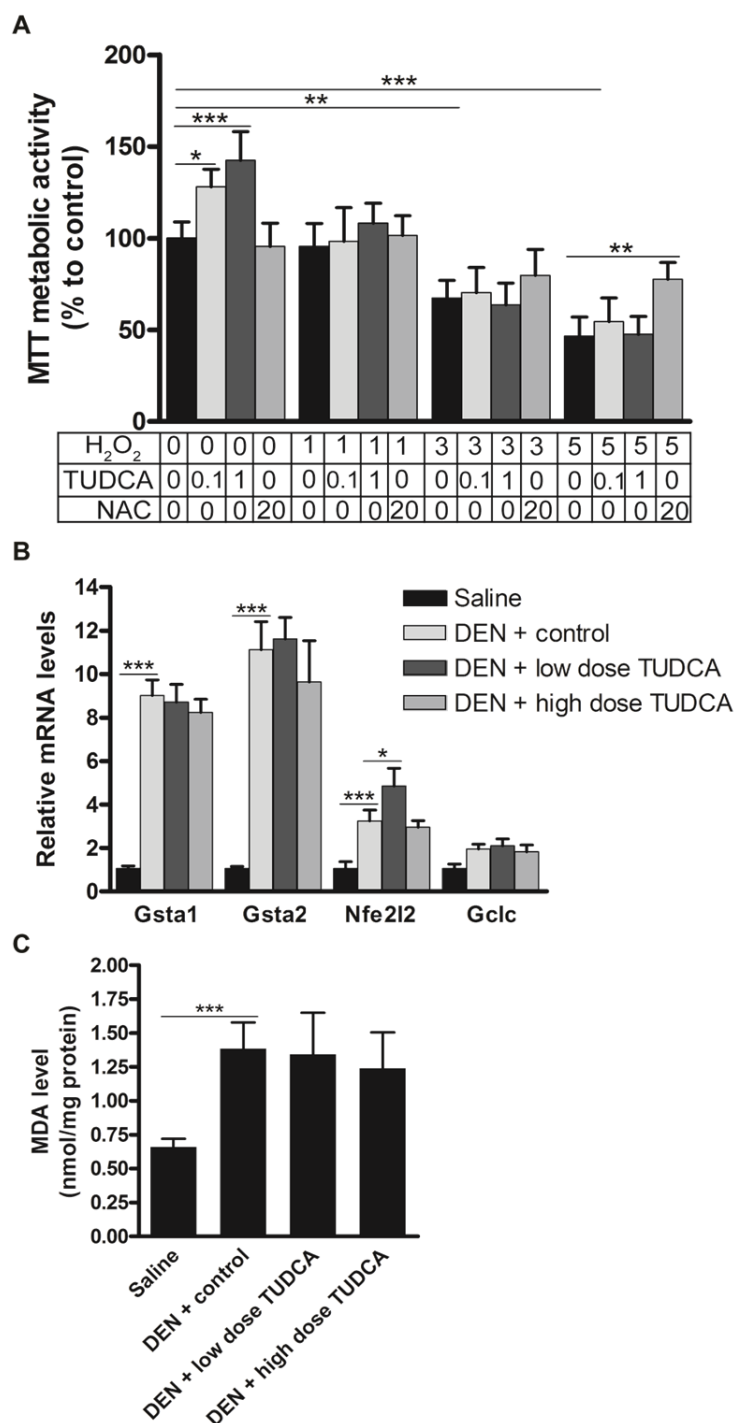 A
MTT metabolic activity
(% to control)
200
150
100
50
0
***
**
***
*
**
H2O2 0 0 0 0 1 1 1 1 3 3 3 3 5 5 5 5
TUDCA 0 0.1 1 0 0 0.1 1 0 0 0.1 1 0 0 0.1 1 0
NAC 0 0 0 20 0 0 0 20 0 0 0 20 0 0 0 20
B
Relative mRNA levels
14
12
10
8
6
4
2
0
***
***
***
*
Saline
DEN + control
DEN + low dose TUDCA
DEN + high dose TUDCA
Gsta1 Gsta2 Nfe2l2 Gclc
C
MDA level
(nmol/mg protein)
2.00
1.75
1.50
1.25
1.00
0.75
0.50
0.25
0.00
***
Saline
DEN + control
DEN + low dose TUDCA
DEN + high dose TUDCA